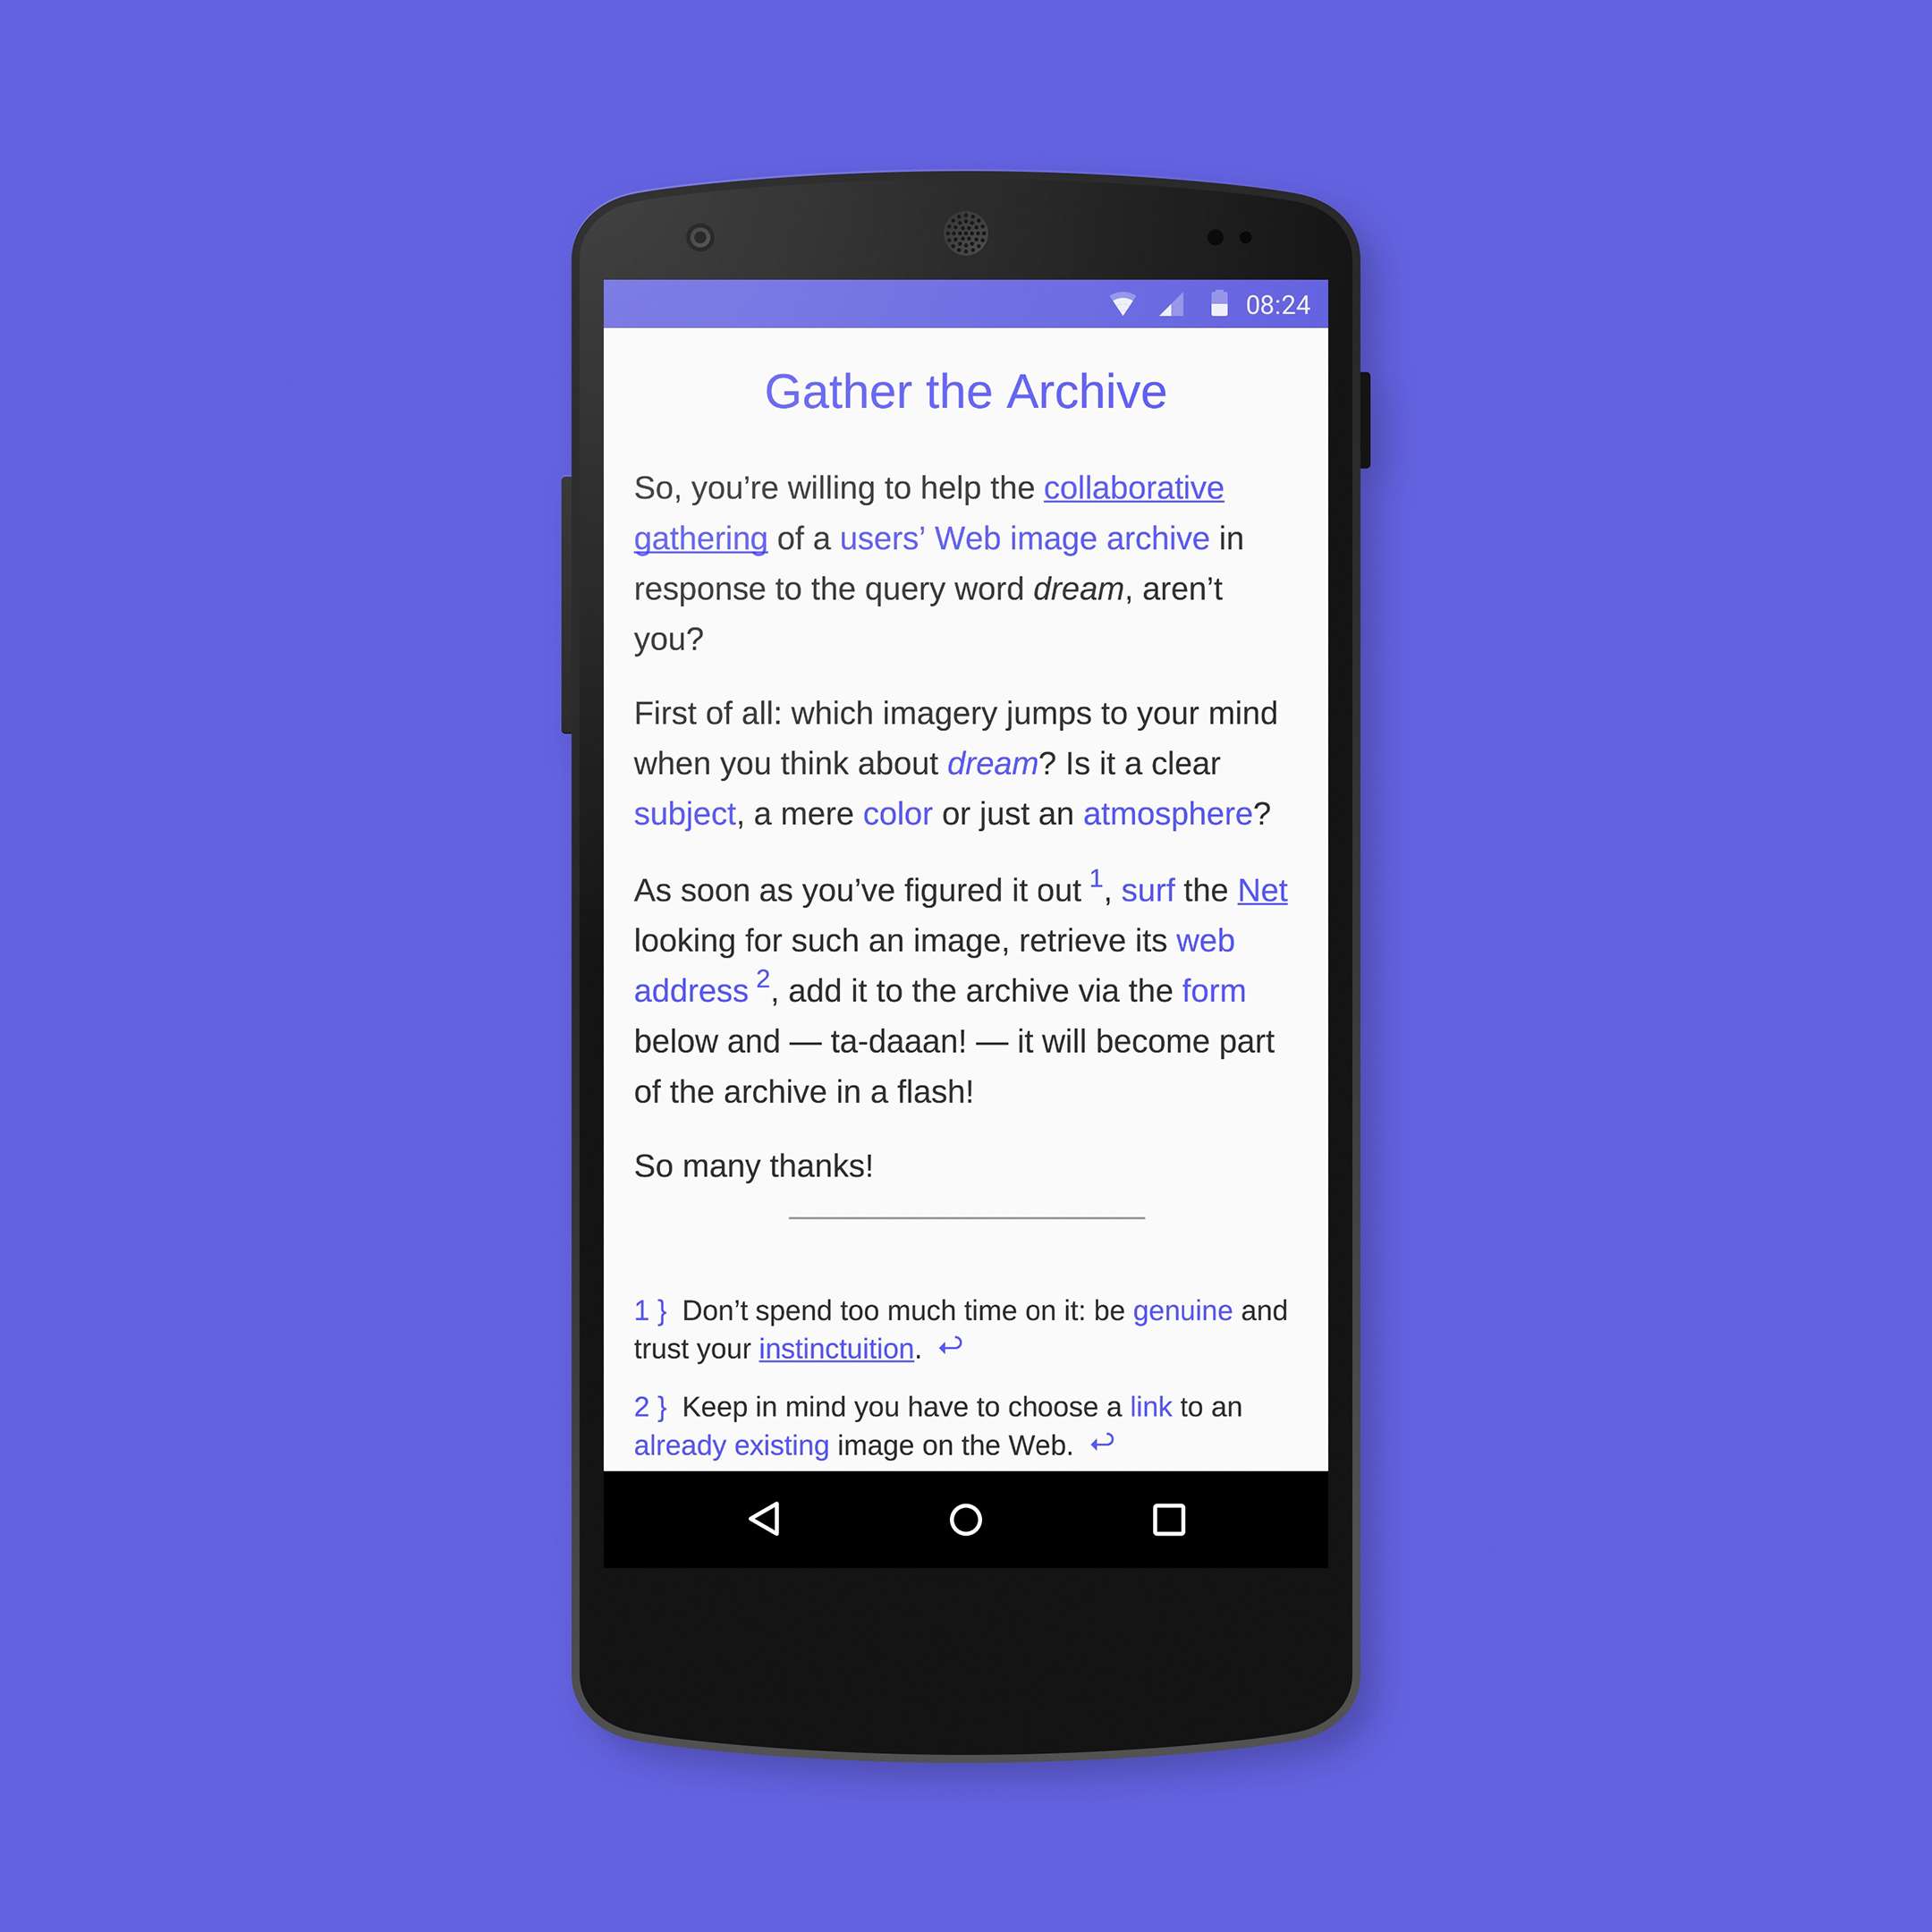 08:24
Gather the Archive
So, you’re willing to help the collaborative
gathering of a users’ Web image archive in
response to the query word dream, aren’t
you?
First of all: which imagery jumps to your mind
when you think about dream? Is it a clear
subject, a mere color or just an atmosphere?
As soon as you’ve figured it out 1, surf the Net
looking for such an image, retrieve its web
address 2, add it to the archive via the form
below and — ta-daaan! — it will become part
of the archive in a flash!
So many thanks!
1 } Don’t spend too much time on it: be genuine and
trust your instinctuition. ↩
2 } Keep in mind you have to choose a link to an
already existing image on the Web. ↩